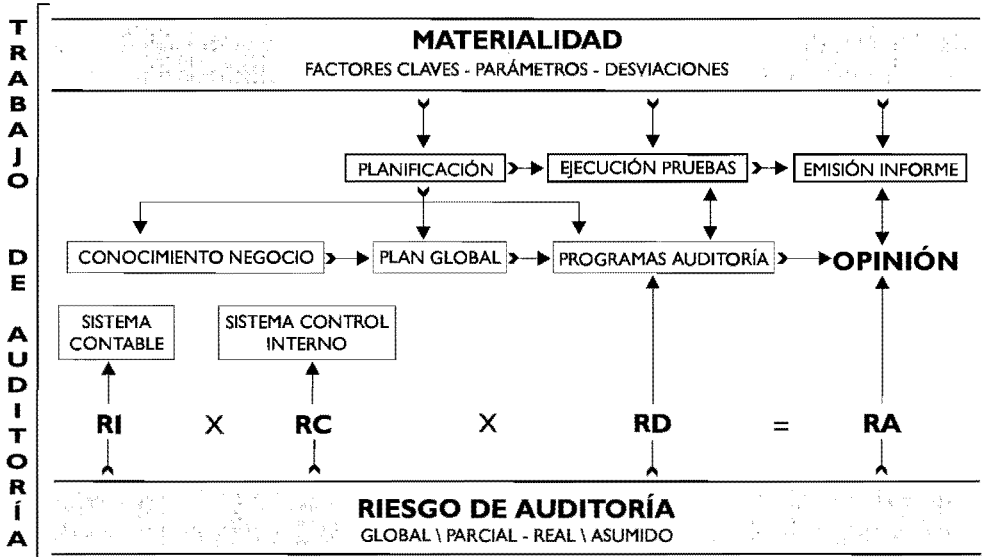 TRABAJO DE AUDITORÍA
MATERIALIDAD
FACTORES CLAVES - PARÁMETROS - DESVIACIONES
PLANIFICACIÓN
EJECUCIÓN PRUEBAS
EMISIÓN INFORME
CONOCIMIENTO NEGOCIO
PLAN GLOBAL
PROGRAMAS AUDITORÍA
OPINIÓN
SISTEMA
CONTABLE
SISTEMA CONTROL
INTERNO
RI X RC X RD = RA
RIESGO DE AUDITORÍA
GLOBAL \ PARCIAL - REAL \ ASUMIDO